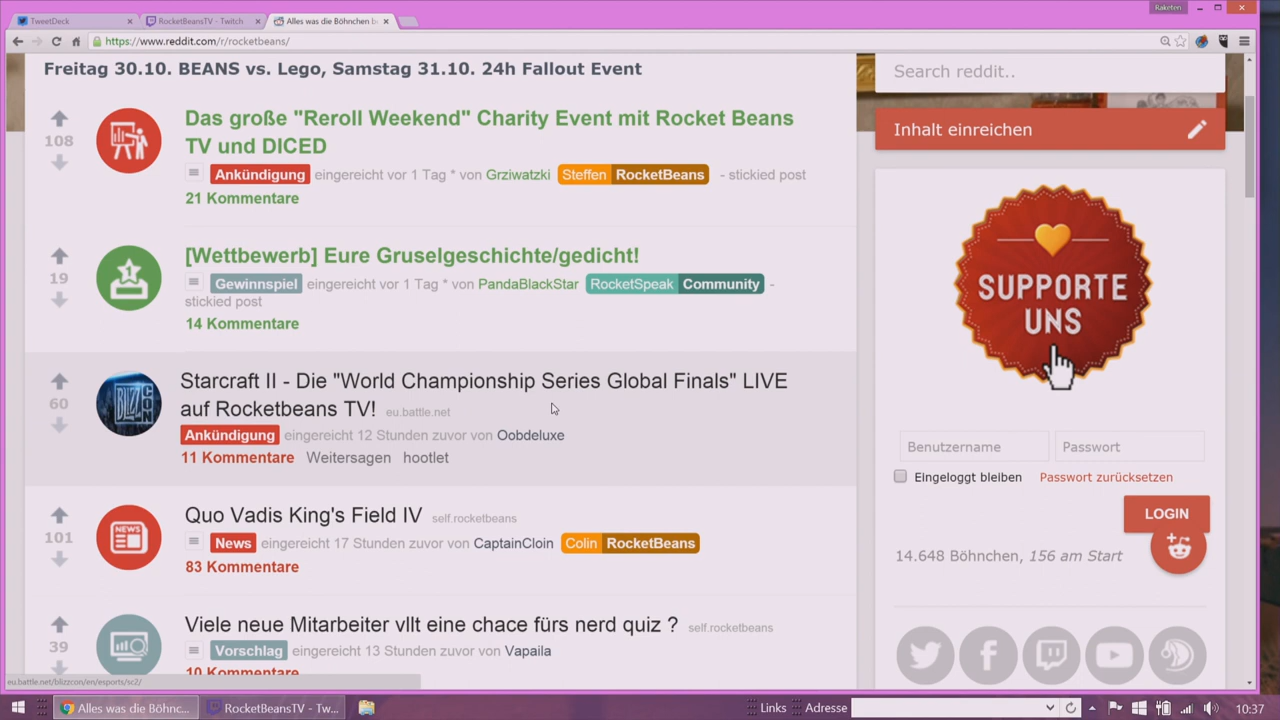 TweetDeck
RocketBeansTV - Twitch
Alles was die Böhnchen be
Raketen
https://www.reddit.com/r/rocketbeans/
Freitag 30.10. BEANS vs. Lego, Samstag 31.10. 24h Fallout Event
108
Das große "Reroll Weekend" Charity Event mit Rocket Beans
TV und DICED
Ankündigung eingereicht vor 1 Tag * von Grziwatzki Steffen RocketBeans - stickied post
21 Kommentare
19
[Wettbewerb] Eure Gruselgeschichte/gedicht!
Gewinnspiel eingereicht vor 1 Tag * von PandaBlackStar RocketSpeak Community -
stickied post
14 Kommentare
60
BLIZZ
CON
Starcraft II - Die "World Championship Series Global Finals" LIVE
auf Rocketbeans TV! eu.battle.net
Ankündigung eingereicht 12 Stunden zuvor von Oobdeluxe
11 Kommentare Weitersagen hootlet
101
NEWS
Quo Vadis King's Field IV self.rocketbeans
News eingereicht 17 Stunden zuvor von CaptainCloin Colin RocketBeans
83 Kommentare
39
Viele neue Mitarbeiter vllt eine chace fürs nerd quiz ? self.rocketbeans
Vorschlag eingereicht 13 Stunden zuvor von Vapaila
10 Kommentare
eu.battle.net/blizzcon/en/esports/sc2/
Search reddit..
Inhalt einreichen
SUPPORTE
UNS
Benutzername Passwort
Eingeloggt bleiben Passwort zurücksetzen
LOGIN
14.648 Böhnchen, 156 am Start
Alles was die Böhnc...
RocketBeansTV - Tw...
Links
Adresse
10:37